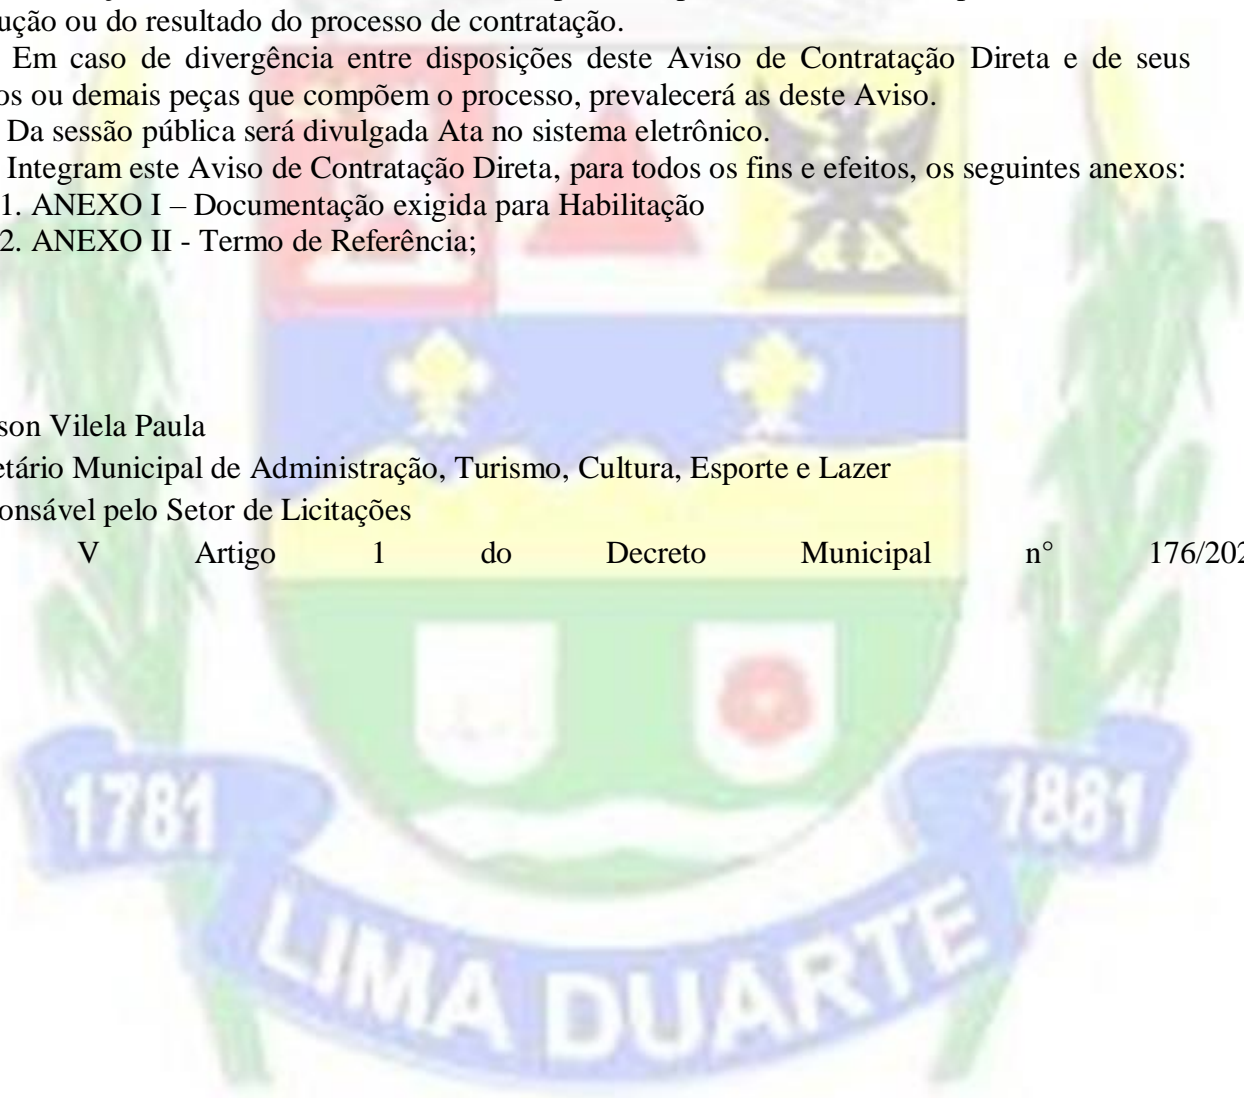 ução ou do resultado do processo de contratação.
Em caso de divergência entre disposições deste Aviso de Contratação Direta e de seus
os ou demais peças que compõem o processo, prevalecerá as deste Aviso.
Da sessão pública será divulgada Ata no sistema eletrônico.
Integram este Aviso de Contratação Direta, para todos os fins e efeitos, os seguintes anexos:
1. ANEXO I – Documentação exigida para Habilitação
2. ANEXO II - Termo de Referência;
son Vilela Paula
etário Municipal de Administração, Turismo, Cultura, Esporte e Lazer
onsável pelo Setor de Licitações
V Artigo 1 do Decreto Municipal n° 176/202
1781
1881
LIMA DUARTE